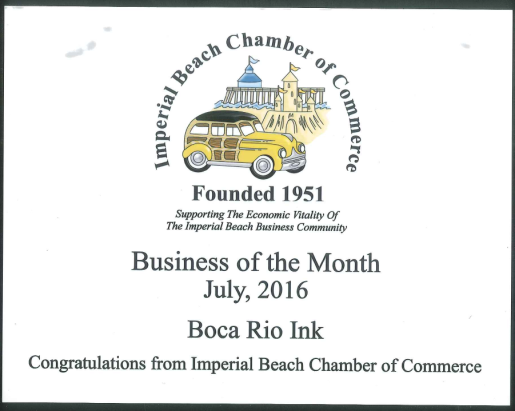 Imperial Beach Chamber of Commerce
Founded 1951
Supporting The Economic Vitality Of
The Imperial Beach Business Community
Business of the Month
July, 2016
Boca Rio Ink
Congratulations from Imperial Beach Chamber of Commerce